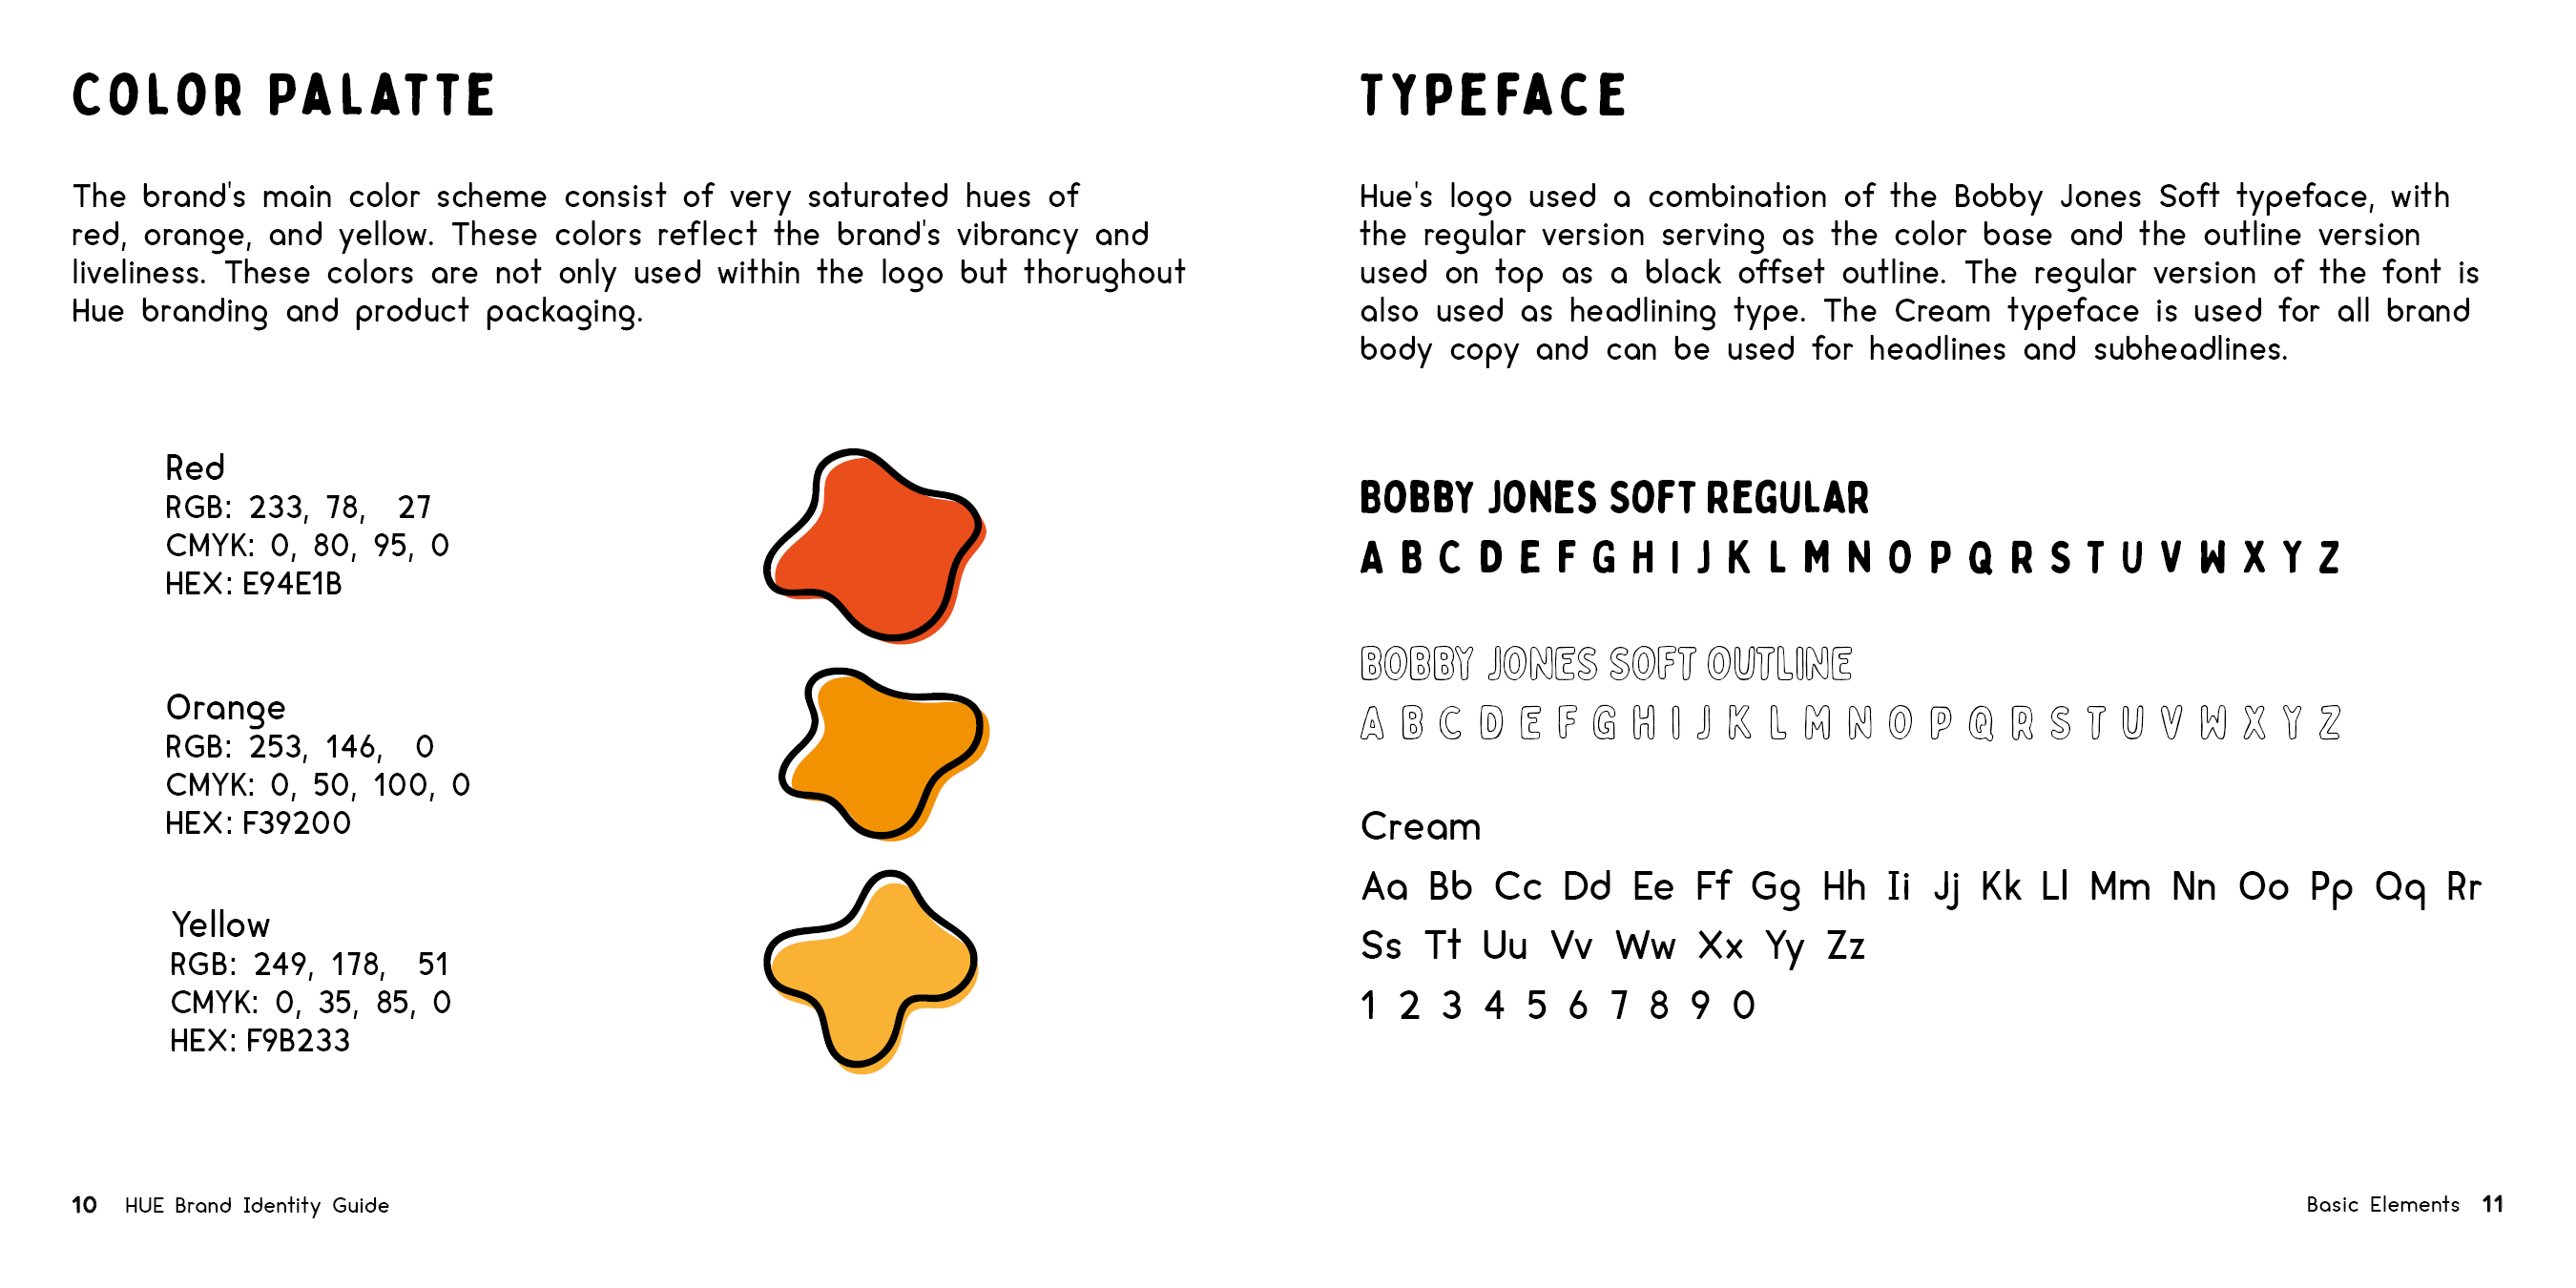 COLOR PALATTE
The brand's main color scheme consist of very saturated hues of
red, orange, and yellow. These colors reflect the brand's vibrancy and
liveliness. These colors are not only used within the logo but thorughout
Hue branding and product packaging.
Red
RGB: 233, 78, 27
CMYK: 0, 80, 95, 0
HEX: E94E1B
Orange
RGB: 253, 146, 0
CMYK: 0, 50, 100, 0
HEX: F39200
Yellow
RGB: 249, 178, 51
CMYK: 0, 35, 85, 0
HEX: F9B233
10 HUE Brand Identity Guide
TYPEFACE
Hue's logo used a combination of the Bobby Jones Soft typeface, with
the regular version serving as the color base and the outline version
used on top as a black offset outline. The regular version of the font is
also used as headlining type. The Cream typeface is used for all brand
body copy and can be used for headlines and subheadlines.
BOBBY JONES SOFT REGULAR
A B C D E F G H I J K L M N O P Q R S T U V W X Y Z
BOBBY JONES SOFT OUTLINE
A B C D E F G H I J K L M N O P Q R S T U V W X Y Z
Cream
Aa Bb Cc Dd Ee Ff Gg Hh Ii Jj Kk Ll Mm Nn Oo Pp Qq Rr
Ss Tt Uu Vv Ww Xx Yy Zz
1 2 3 4 5 6 7 8 9 0
Basic Elements 11